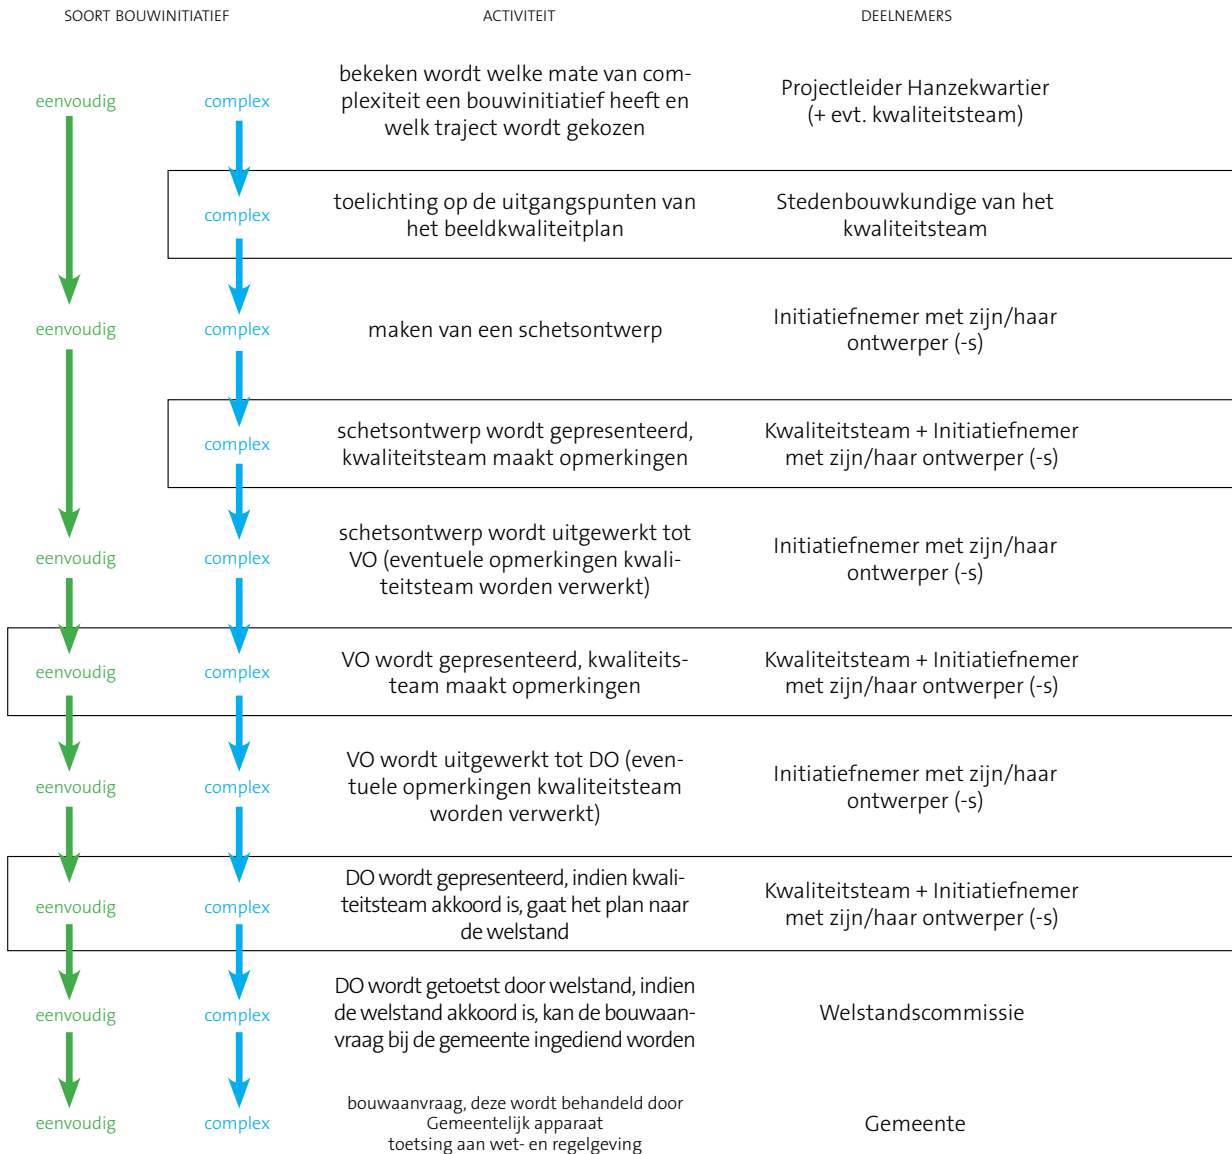 SOORT BOUWINITIATIEF ACTIVITEIT DEELNEMERS
bekeken wordt welke mate van com-
eenvoudig complex plexiteit een bouwinitiatief heeft en Projectleider Hanzekwartier
welk traject wordt gekozen (+ evt. kwaliteitsteam)
complex toelichting op de uitgangspunten van Stedenbouwkundige van het
het beeldkwaliteitplan kwaliteitsteam
eenvoudig complex maken van een schetsontwerp Initiatiefnemer met zijn/haar
ontwerper (-s)
complex schetsontwerp wordt gepresenteerd, Kwaliteitsteam + Initiatiefnemer
kwaliteitsteam maakt opmerkingen met zijn/haar ontwerper (-s)
schetsontwerp wordt uitgewerkt tot
eenvoudig complex VO (eventuele opmerkingen kwali- Initiatiefnemer met zijn/haar
teitsteam worden verwerkt) ontwerper (-s)
eenvoudig complex VO wordt gepresenteerd, kwaliteits- Kwaliteitsteam + Initiatiefnemer
team maakt opmerkingen met zijn/haar ontwerper (-s)
VO wordt uitgewerkt tot DO (even-
eenvoudig complex tuele opmerkingen kwaliteitsteam Initiatiefnemer met zijn/haar
worden verwerkt) ontwerper (-s)
DO wordt gepresenteerd, indien kwali-
eenvoudig complex teitsteam akkoord is, gaat het plan naar Kwaliteitsteam + Initiatiefnemer
de welstand met zijn/haar ontwerper (-s)
DO wordt getoetst door welstand, indien
eenvoudig complex de welstand akkoord is, kan de bouwaan- Welstandscommissie
vraag bij de gemeente ingediend worden
bouwaanvraag, deze wordt behandeld door
eenvoudig complex Gemeentelijk apparaat Gemeente
toetsing aan wet- en regelgeving